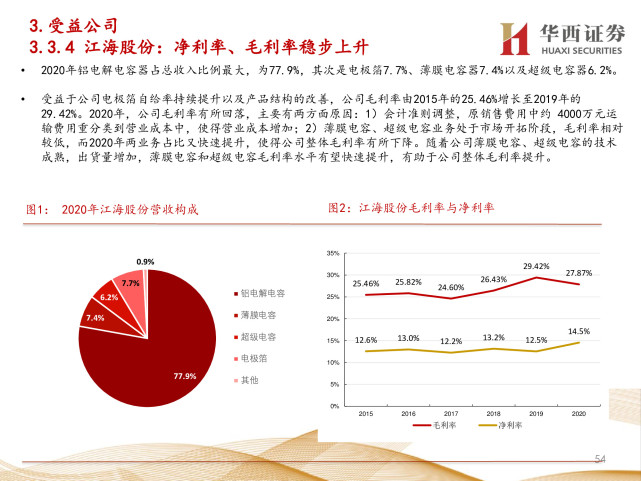 3.受益公司
3.3.4 江海股份：净利率、毛利率稳步上升
华西证券
HUAXI SECURITIES
• 2020年铝电解电容器占总收入比例最大，为77.9%，其次是电极箔7.7%、薄膜电容器7.4%以及超级电容器6.2%。
• 受益于公司电极箔自给率持续提升以及产品结构的改善，公司毛利率由2015年的25.46%增长至2019年的
29.42%。2020年，公司毛利率有所回落，主要有两方面原因：1）会计准则调整，原销售费用中约 4000万元运
输费用重分类到营业成本中，使得营业成本增加；2）薄膜电容、超级电容业务处于市场开拓阶段，毛利率相对
较低，而2020年两业务占比又快速提升，使得公司整体毛利率有所下降。随着公司薄膜电容、超级电容的技术
成熟，出货量增加，薄膜电容和超级电容毛利率水平有望快速提升，有助于公司整体毛利率提升。
图1： 2020年江海股份营收构成
0.9%
7.7%
6.2%
7.4%
77.9%
铝电解电容
薄膜电容
超级电容
电极箔
其他
图2：江海股份毛利率与净利率
35%
30%
25%
20%
15%
10%
5%
0%
25.46%
25.82%
24.60%
26.43%
29.42%
27.87%
12.6%
13.0%
12.2%
13.2%
12.5%
14.5%
2015
2016
2017
2018
2019
2020
毛利率
净利率
54